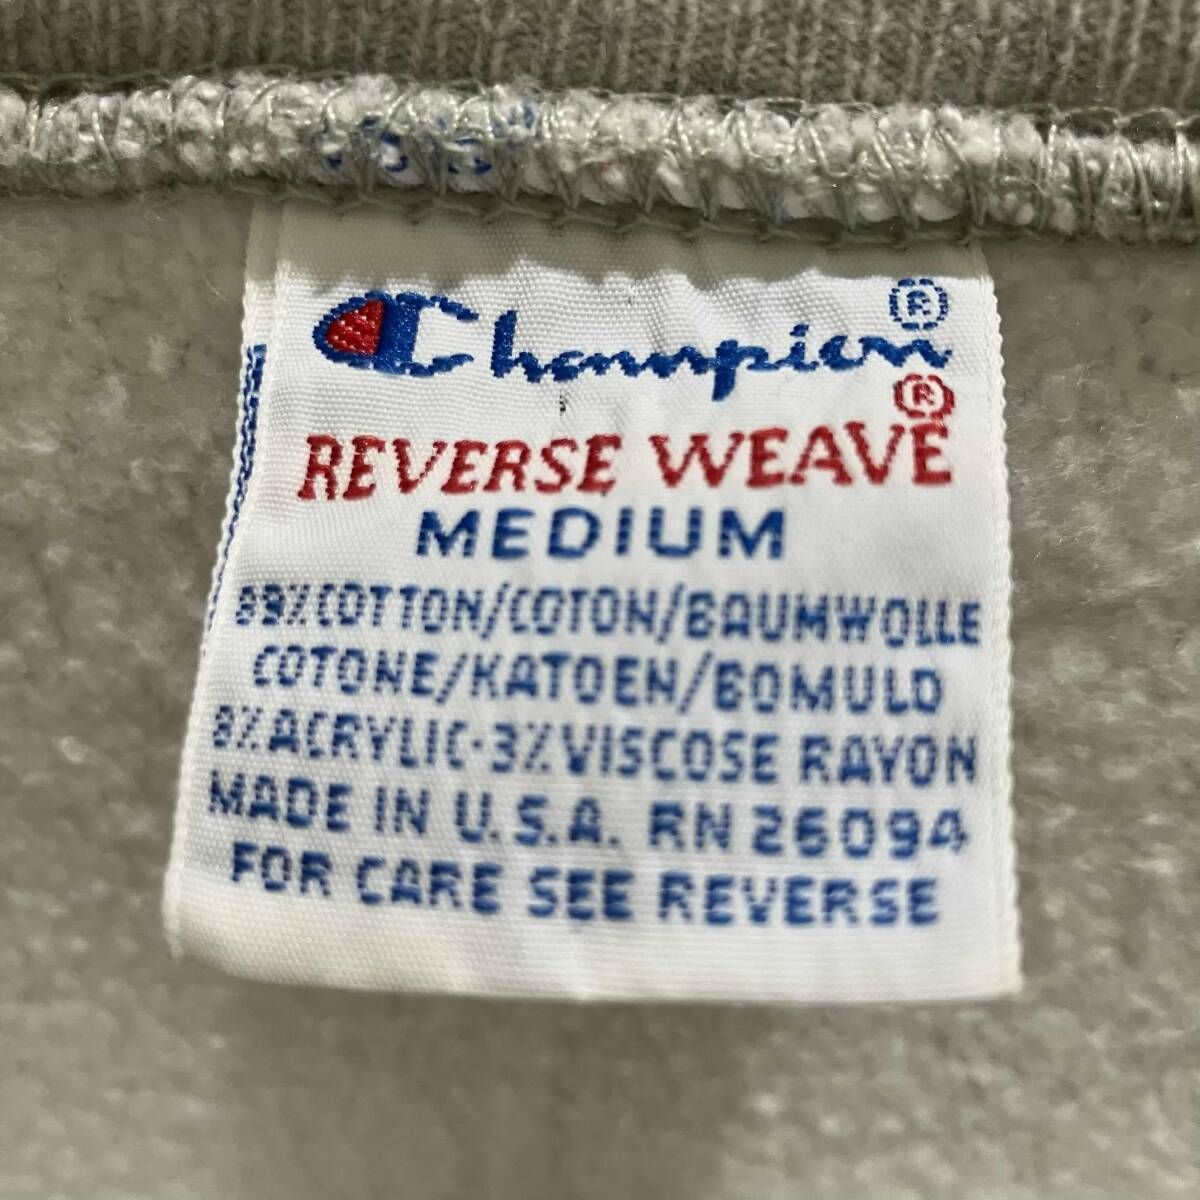 Champion®
REVERSE WEAVE®
MEDIUM
89% COTTON/COTON/BAUMWOLLE
COTONE/KATOEN/BOMULD
8% ACRYLIC·3% VISCOSE RAYON
MADE IN U.S.A. RN 26094
FOR CARE SEE REVERSE